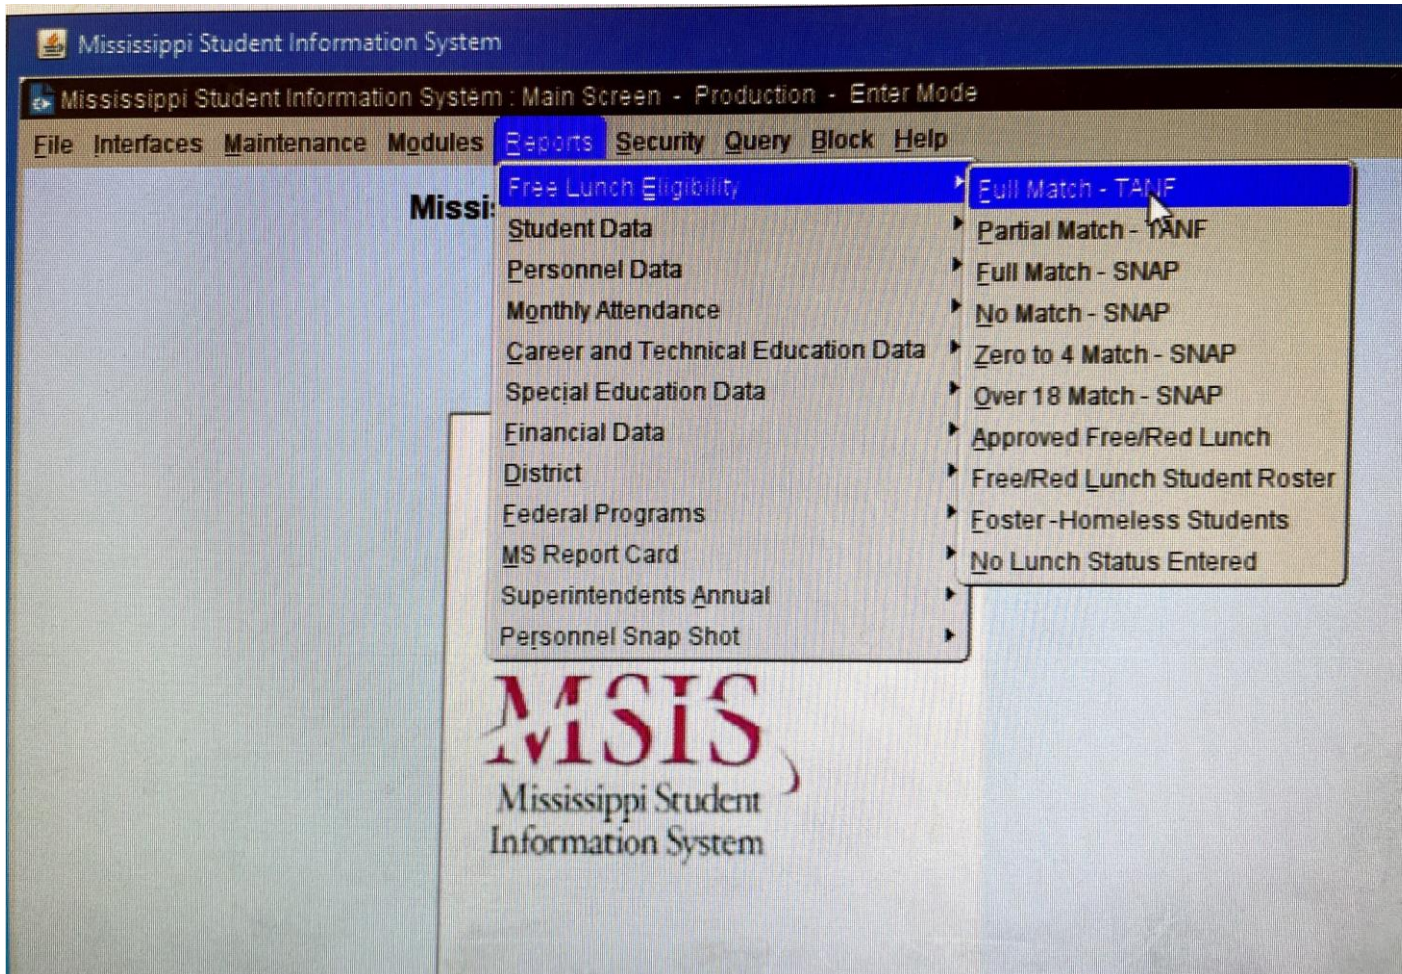 Mississippi Student Information System
Mississippi Student Information System : Main Screen - Production - Enter Mode
File Interfaces Maintenance Modules Reports Security Query Block Help
Missis
Free Lunch Eligibility
Student Data
Personnel Data
Monthly Attendance
Career and Technical Education Data
Special Education Data
Financial Data
District
Federal Programs
MS Report Card
Superintendents Annual
Personnel Snap Shot
Full Match - TANF
Partial Match - TANF
Full Match - SNAP
No Match - SNAP
Zero to 4 Match - SNAP
Over 18 Match - SNAP
Approved Free/Red Lunch
Free/Red Lunch Student Roster
Foster -Homeless Students
No Lunch Status Entered
MSIS
Mississippi Student
Information System